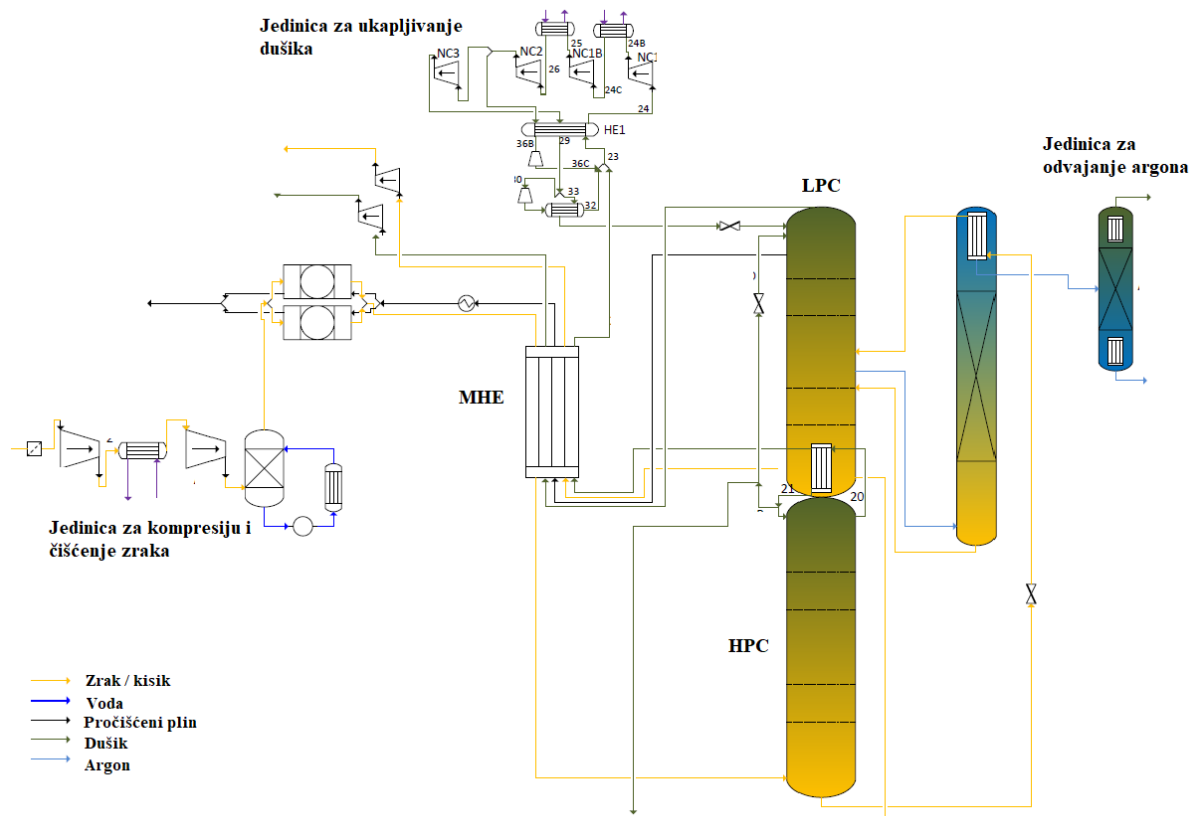 Jedinica za ukapljivanje
dušika
25
24B
NC3
NC2
NC1B
NC1
26
24C
24
HE1
36B
29
23
36C
33
32
Jedinica za
odvajanje argona
LPC
MHE
21
20
Jedinica za kompresiju i
čišćenje zraka
HPC
Zrak / kisik
Voda
Pročišćeni plin
Dušik
Argon